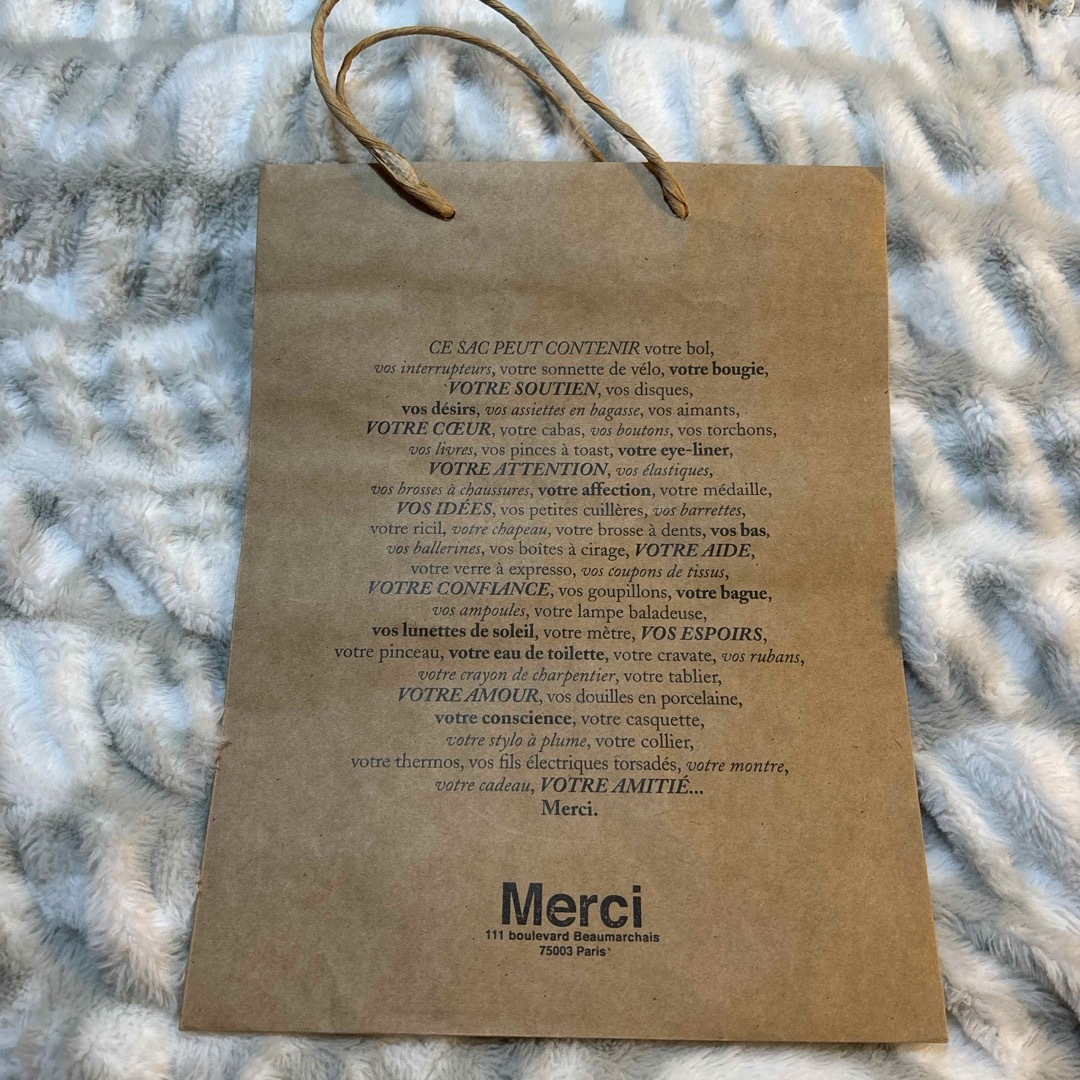 CE SAC PEUT CONTENIR votre bol,
vos interrupteurs, votre sonnette de vélo, votre bougie,
VOTRE SOUTIEN, vos disques,
vos désirs, vos assiettes en bagasse, vos aimants,
VOTRE CŒUR, votre cabas, vos boutons, vos torchons,
vos livres, vos pinces à toast, votre eye-liner,
VOTRE ATTENTION, vos élastiques,
vos brosses à chaussures, votre affection, votre médaille,
VOS IDÉES, vos petites cuillères, vos barrettes,
votre ricil, votre chapeau, votre brosse à dents, vos bas,
vos ballerines, vos boîtes à cirage, VOTRE AIDE,
votre verre à expresso, vos coupons de tissus,
VOTRE CONFIANCE, vos goupillons, votre bague,
vos ampoules, votre lampe baladeuse,
vos lunettes de soleil, votre mètre, VOS ESPOIRS,
votre pinceau, votre eau de toilette, votre cravate, vos rubans,
votre crayon de charpentier, votre tablier,
VOTRE AMOUR, vos douilles en porcelaine,
votre conscience, votre casquette,
votre stylo à plume, votre collier,
votre thermos, vos fils électriques torsadés, votre montre,
votre cadeau, VOTRE AMITIÉ...
Merci.
Merci
111 boulevard Beaumarchais
75003 Paris